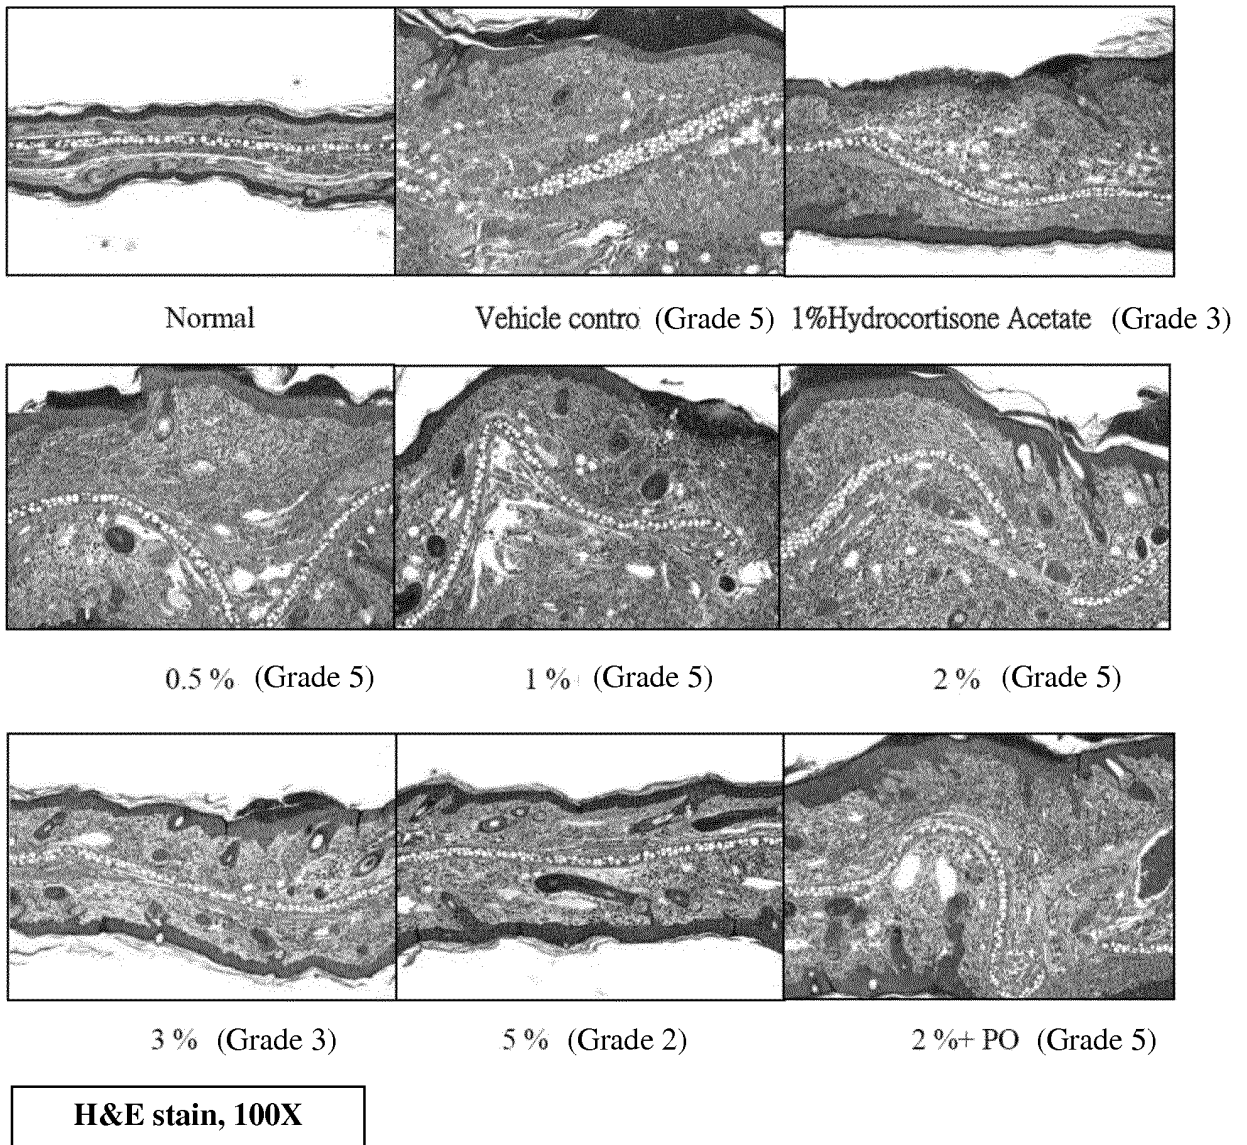 Normal Vehicle contro (Grade 5) 1%Hydrocortisone Acetate (Grade 3)
0.5 % (Grade 5) 1 % (Grade 5) 2 % (Grade 5)
3 % (Grade 3) 5 % (Grade 2) 2 %+ PO (Grade 5)
H&E stain, 100X